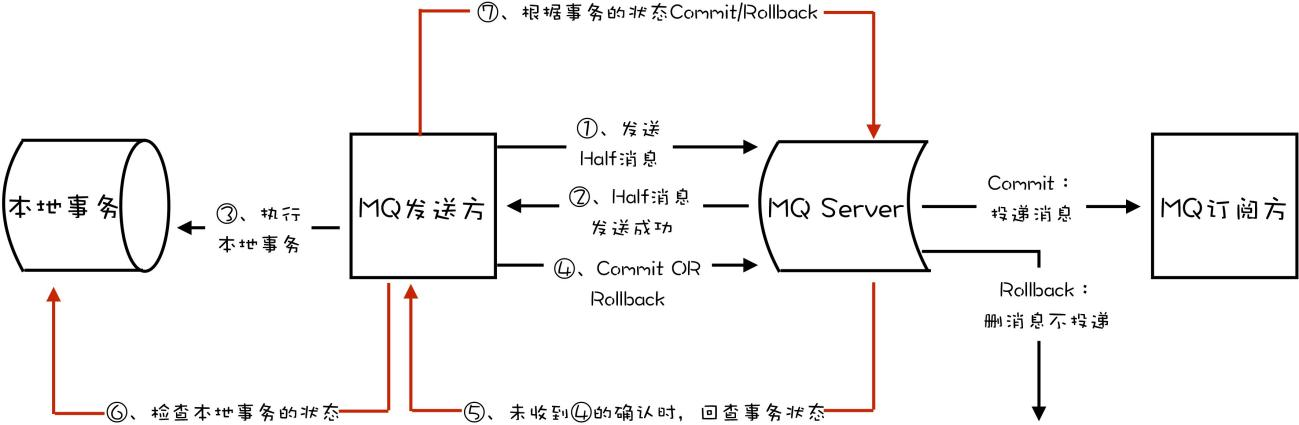 ⑦、根据事务的状态Commit/Rollback
①、发送
Half消息
②、Half消息
发送成功
③、执行
本地事务
④、Commit OR
Rollback
本地事务
MQ发送方
MQ Server
Commit：
投递消息
MQ订阅方
Rollback：
删消息不投递
⑥、检查本地事务的状态
⑤、未收到④的确认时，回查事务状态